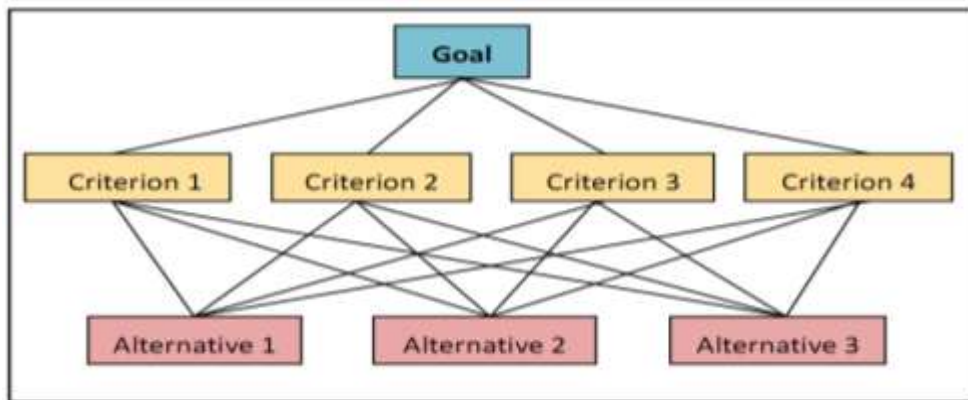 Goal
Criterion 1
Criterion 2
Criterion 3
Criterion 4
Alternative 1
Alternative 2
Alternative 3